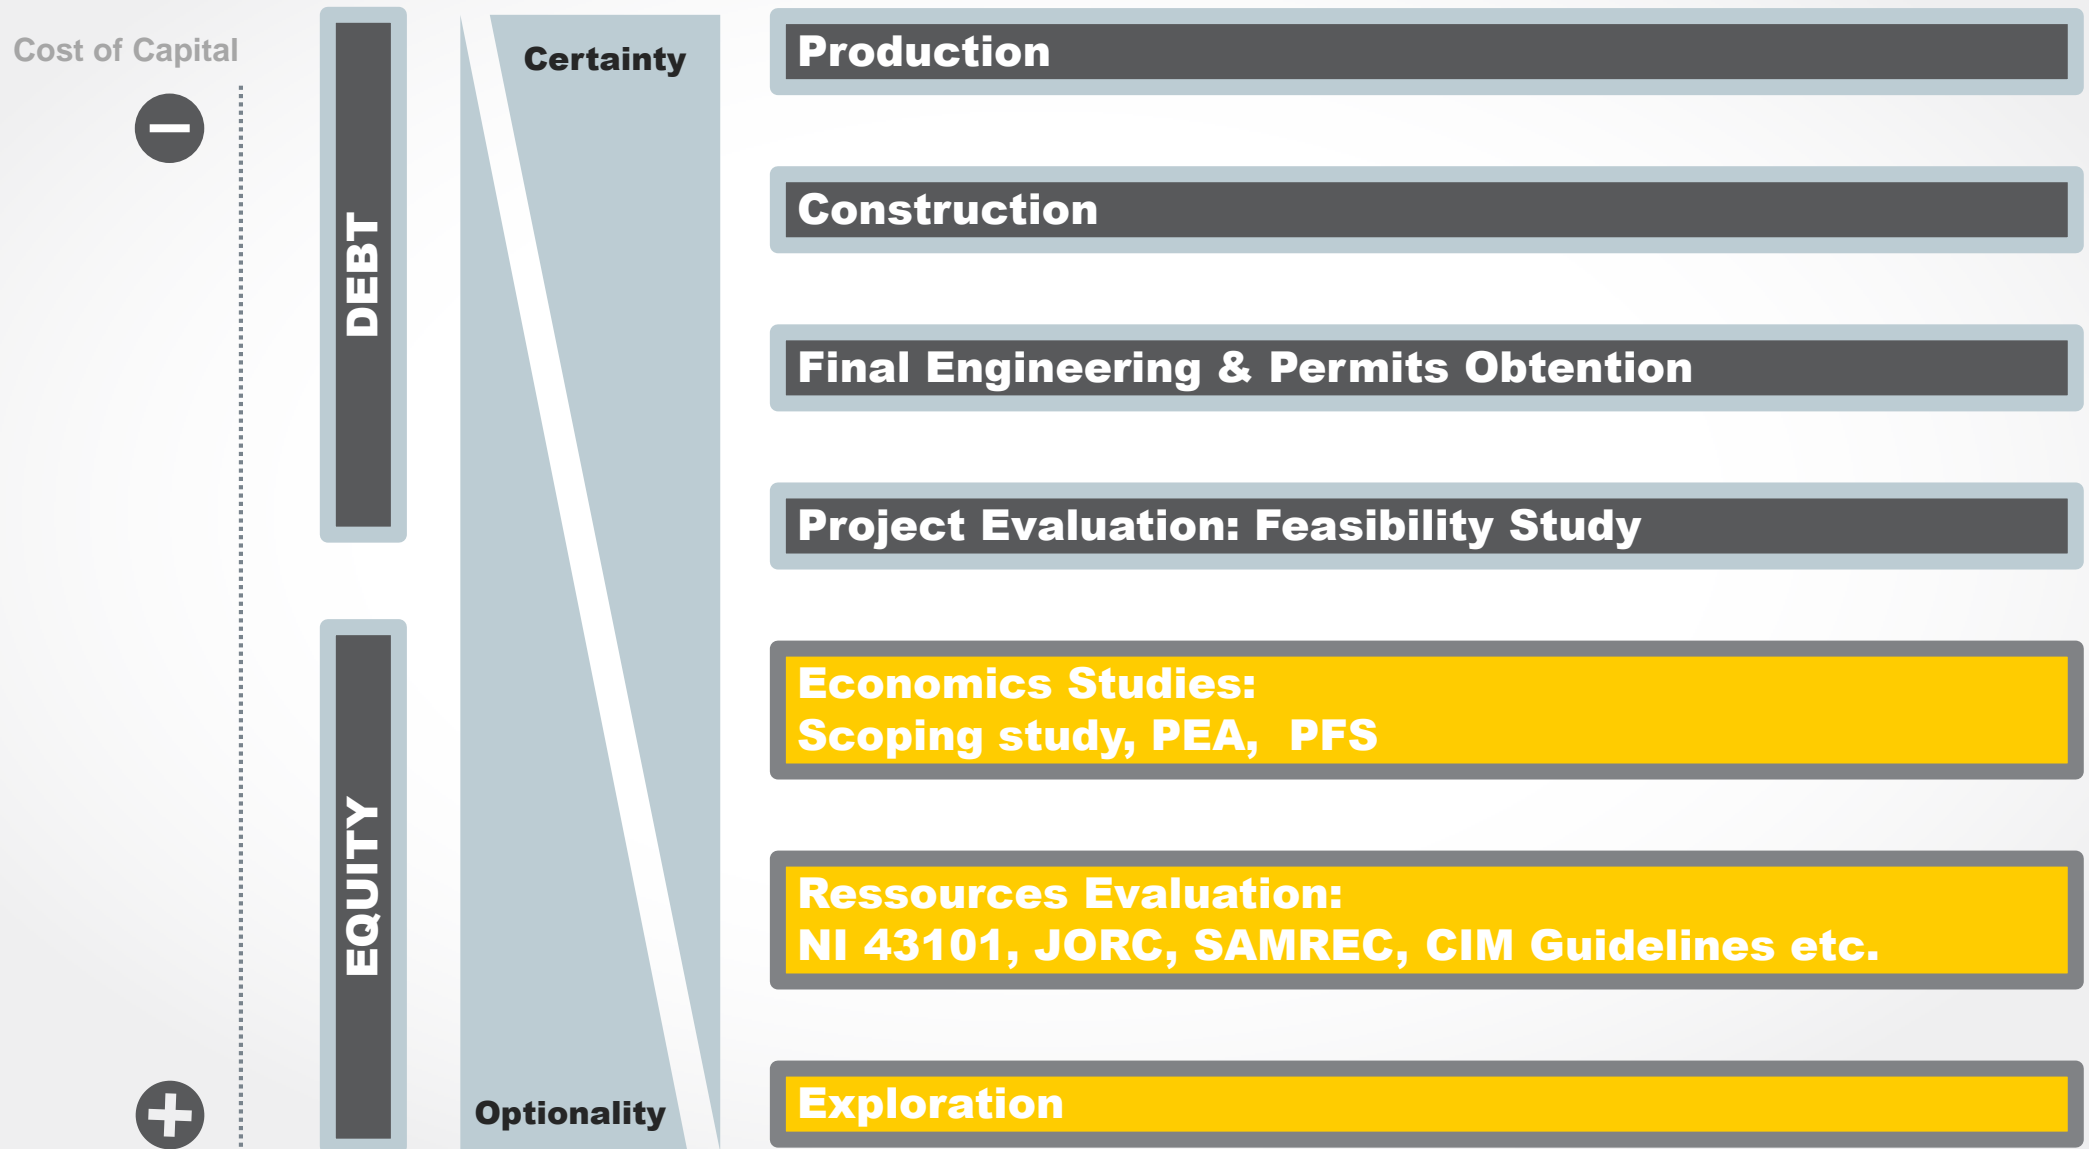 Cost of Capital
DEBT
EQUITY
Certainty
Optionality
Production
Construction
Final Engineering & Permits Obtention
Project Evaluation: Feasibility Study
Economics Studies:
Scoping study, PEA,  PFS
Ressources Evaluation:
NI 43101, JORC, SAMREC, CIM Guidelines etc.
Exploration